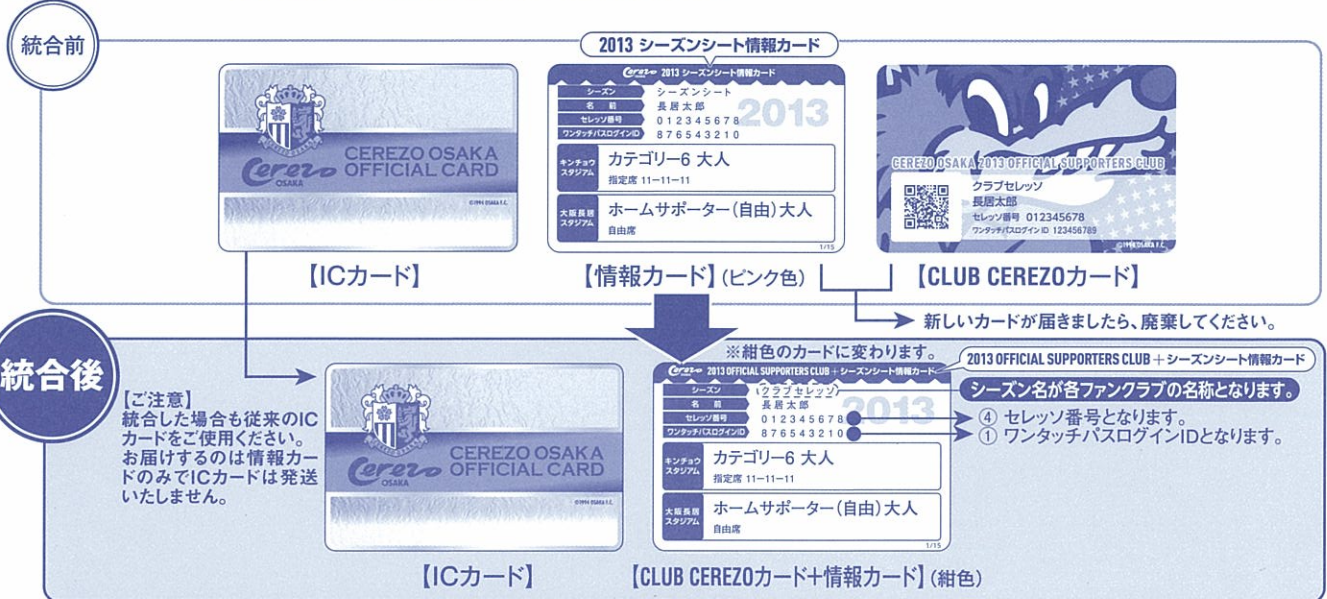 統合前
2013 シーズンシート情報カード
Cerezo
OSAKA
CEREZO OSAKA
OFFICIAL CARD
©1994 OSAKA F.C.
【ICカード】
Cerezo 2013 シーズンシート情報カード
2013
シーズン シーズンシート
名 前 長居太郎
セレッソ番号 012345678
ワンタッチパスログインID 876543210
キンチョウ
スタジアム
カテゴリー6 大人
指定席 11-11-11
大阪長居
スタジアム
ホームサポーター(自由)大人
自由席
1/15
【情報カード】(ピンク色)
CEREZO OSAKA 2013 OFFICIAL SUPPORTERS CLUB
クラブセレッソ
長居太郎
セレッソ番号 012345678
ワンタッチパスログイン ID 123456789
©1994 OSAKA F.C.
【CLUB CEREZOカード】
新しいカードが届きましたら、廃棄してください。
統合後
【ご注意】
統合した場合も従来のIC
カードをご使用ください。
お届けするのは情報カー
ドのみでICカードは発送
いたしません。
Cerezo
OSAKA
CEREZO OSAKA
OFFICIAL CARD
©1994 OSAKA F.C.
【ICカード】
※紺色のカードに変わります。
2013 OFFICIAL SUPPORTERS CLUB+シーズンシート情報カード
Cerezo 2013 OFFICIAL SUPPORTERS CLUB+シーズンシート情報カード
2013
シーズン クラブセレッソ
名 前 長居太郎
セレッソ番号 012345678
ワンタッチパスログインID 876543210
キンチョウ
スタジアム
カテゴリー6 大人
指定席 11-11-11
大阪長居
スタジアム
ホームサポーター(自由)大人
自由席
1/15
シーズン名が各ファンクラブの名称となります。
④ セレッソ番号となります。
① ワンタッチパスログインIDとなります。
【CLUB CEREZOカード+情報カード】(紺色)